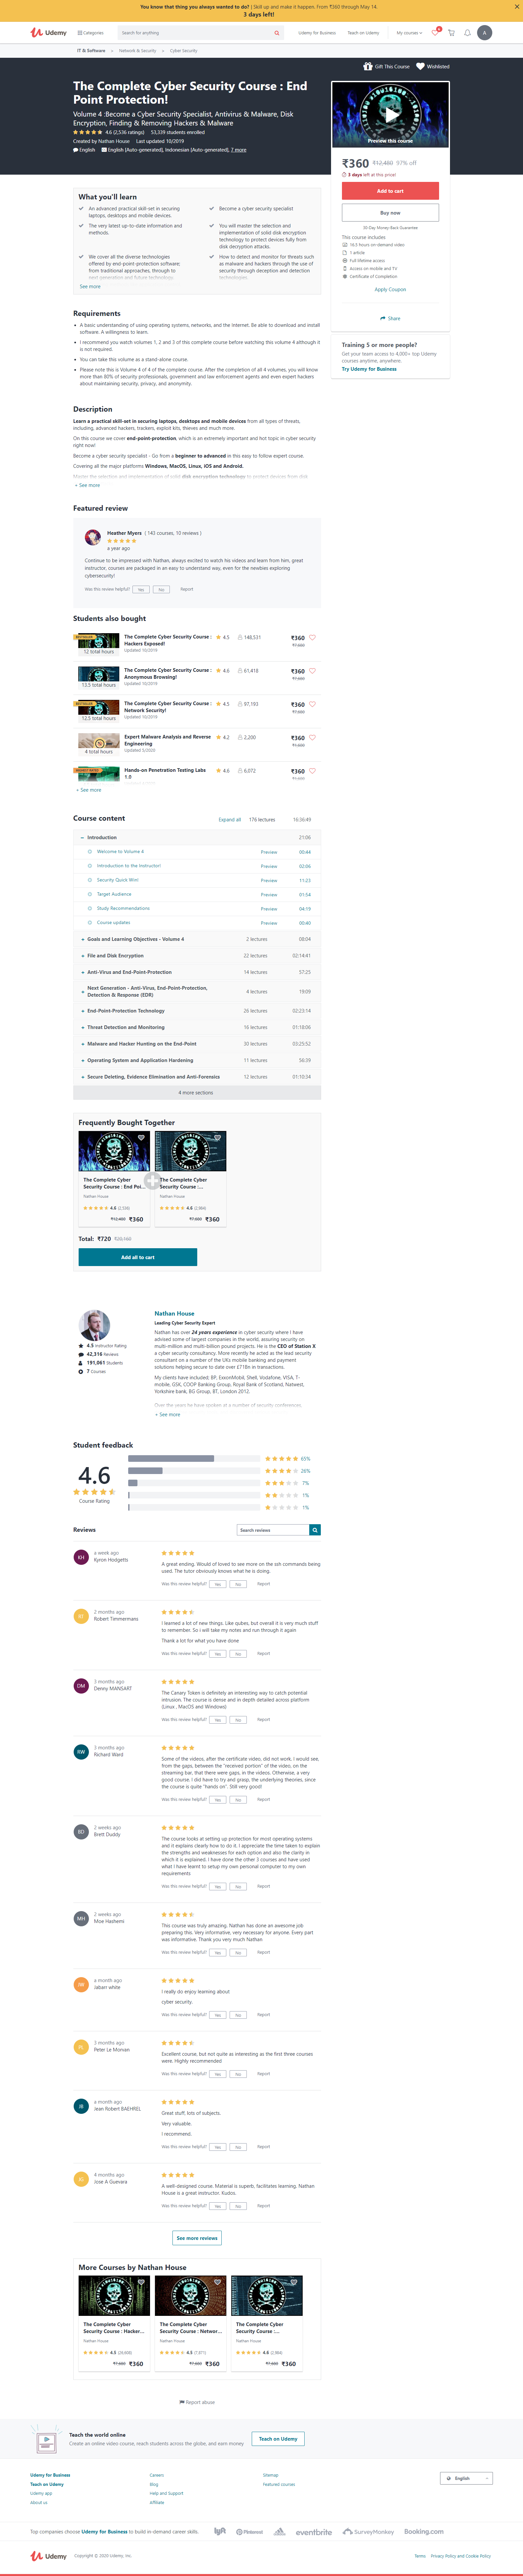 You know that thing you always wanted to do? | Skill up and make it happen. From ₹360 through May 14.
3 days left!
Udemy
Categories
Search for anything
Udemy for Business
Teach on Udemy
My courses
A
IT & Software
Network & Security
Cyber Security
Gift This Course
Wishlisted
The Complete Cyber Security Course : End
Point Protection!
Volume 4 :Become a Cyber Security Specialist, Antivirus & Malware, Disk
Encryption, Finding & Removing Hackers & Malware
4.6 (2,536 ratings) 53,339 students enrolled
Created by Nathan House Last updated 10/2019
English English [Auto-generated], Indonesian [Auto-generated], 1 more
Preview this course
₹360 ₹12,480 97% off
3 days left at this price!
Add to cart
Buy now
30-Day Money-Back Guarantee
This course includes
16.5 hours on-demand video
1 article
Full lifetime access
Access on mobile and TV
Certificate of Completion
Apply Coupon
Share
Training 5 or more people?
Get your team access to 4,000+ top Udemy
courses anytime, anywhere.
Try Udemy for Business
What you'll learn
An advanced practical skill-set in securing
laptops, desktops and mobile devices.
Become a cyber security specialist
The very latest up-to-date information and
methods.
You will master the selection and
implementation of solid disk encryption
technology to protect devices fully from
disk decryption attacks.
We cover all the diverse technologies
offered by end-point-protection software;
from traditional approaches, through to
next generation and future technology.
How to detect and monitor for threats such
as malware and hackers through the use of
security through deception and detection
technologies.
See more
Requirements
A basic understanding of using operating systems, networks, and the Internet. Be able to download and install
software. A willingness to learn.
I recommend you watch volumes 1, 2 and 3 of this complete course before watching this volume 4 although it
is not required.
You can take this volume as a stand-alone course.
Please note this is Volume 4 of 4 of the complete course. After the completion of all 4 volumes, you will know
more than 80% of security professionals, government and law enforcement agents and even expert hackers
about maintaining security, privacy, and anonymity.
Description
Learn a practical skill-set in securing laptops, desktops and mobile devices from all types of threats,
including, advanced hackers, trackers, exploit kits, thieves and much more.
On this course we cover end-point-protection, which is an extremely important and hot topic in cyber security
right now!
Become a cyber security specialist - Go from a beginner to advanced in this easy to follow expert course.
Covering all the major platforms Windows, MacOS, Linux, iOS and Android.
Master the selection and implementation of solid disk encryption technology to protect devices from disk
+ See more
Featured review
Heather Myers ( 143 courses, 10 reviews )
a year ago
Continue to be impressed with Nathan, always excited to watch his videos and learn from him, great
instructor, courses are packaged in an easy to understand way, even for the newbies exploring
cybersecurity!
Was this review helpful? Yes No Report
Students also bought
BESTSELLER
12 total hours
The Complete Cyber Security Course :
Hackers Exposed!
Updated 10/2019
4.5 148,531 ₹360
13.5 total hours
The Complete Cyber Security Course :
Anonymous Browsing!
Updated 10/2019
4.6 61,418 ₹360
BESTSELLER
12.5 total hours
The Complete Cyber Security Course :
Network Security!
Updated 10/2019
4.5 97,193 ₹360
4 total hours
Expert Malware Analysis and Reverse
Engineering
Updated 5/2020
4.2 2,200 ₹360
HIGHEST RATED
Hands-on Penetration Testing Labs
1.0
4.6 6,072 ₹360
+ See more
Course content
Expand all 176 lectures 16:36:49
Introduction 21:06
Welcome to Volume 4 Preview 00:44
Introduction to the Instructor! Preview 02:06
Security Quick Win! Preview 11:23
Target Audience Preview 01:54
Study Recommendations Preview 04:19
Course updates Preview 00:40
Goals and Learning Objectives - Volume 4 2 lectures 08:04
File and Disk Encryption 22 lectures 02:14:41
Anti-Virus and End-Point-Protection 14 lectures 57:25
Next Generation - Anti-Virus, End-Point-Protection,
Detection & Response (EDR) 4 lectures 19:09
End-Point-Protection Technology 26 lectures 02:23:14
Threat Detection and Monitoring 16 lectures 01:18:06
Malware and Hacker Hunting on the End-Point 30 lectures 03:25:52
Operating System and Application Hardening 11 lectures 56:39
Secure Deleting, Evidence Elimination and Anti-Forensics 12 lectures 01:10:34
4 more sections
Frequently Bought Together
The Complete Cyber
Security Course : End Poi...
Nathan House
4.6 (2,536)
₹12,480 ₹360
The Complete Cyber
Security Course :...
Nathan House
4.6 (2,984)
₹360
Total: ₹720 ₹20,160
Add all to cart
4.5 Instructor Rating
42,316 Reviews
191,061 Students
7 Courses
Nathan House
Leading Cyber Security Expert
Nathan has over 24 years experience in cyber security where I have
advised some of largest companies in the world, assuring security on
multi-million and multi-billion pound projects. He is the CEO of Station X
a cyber security consultancy. More recently he acted as the lead security
consultant on a number of the UKs mobile banking and payment
solutions helping secure to date over £71Bn in transactions.
My clients have included; BP, ExxonMobil, Shell, Vodafone, VISA, T-
mobile, GSK, COOP Banking Group, Royal Bank of Scotland, Natwest,
Yorkshire bank, BG Group, BT, London 2012.
Over the years he have spoken at a number of security conferences,
+ See more
Student feedback
4.6
Course Rating
65%
26%
7%
1%
1%
Reviews
Search reviews
KH
a week ago
Kyron Hodgetts
A great ending. Would of loved to see more on the ssh commands being
used. The tutor obviously knows what he is doing.
Was this review helpful? Yes No Report
RT
2 months ago
Robert Timmermans
I learned a lot of new things. Like qubes, but overall it is very much stuff
to remember. So I will take my notes and run through it again
Thank a lot for what you have done
Was this review helpful? Yes No Report
DM
3 months ago
Denny MANSART
The Canary Token is definitely an interesting way to catch potential
intrusion. The course is dense and in depth detailed across platform
(Linux , MacOS and Windows)
Was this review helpful? Yes No Report
RW
3 months ago
Richard Ward
Some of the videos, after the certificate video, did not work. I would see,
from the gaps, between the "received portion" of the video, on the
streaming bar, that there were gaps, in the videos. Otherwise, a very
good course. I did have to try and grasp, the underlying theories, since
the course is quite "hands on". Still very good!
Was this review helpful? Yes No Report
BD
2 weeks ago
Brett Duddy
The course looks at setting up protection for most operating systems
and it explains clearly how to do it. I appreciate the time taken to explain
the strengths and weaknesses for each option and also the clarity in
which it is explained. I have done the other 3 courses and have used
what I have learnt to setup my own personal computer to my own
requirements.
Was this review helpful? Yes No Report
MH
2 weeks ago
Moe Hashemi
This course was truly amazing. Nathan has done an awesome job
preparing this. Very informative, very necessary for anyone. Every part
was informative. Thank you very much Nathan
Was this review helpful? Yes No Report
JW
a month ago
Jabari white
I really do enjoy learning about
cyber security.
Was this review helpful? Yes No Report
PL
3 months ago
Peter Le Morvan
Excellent course, but not quite as interesting as the first three courses
were. Highly recommended
Was this review helpful? Yes No Report
JB
a month ago
Jean Robert BAEHREL
Great stuff, lots of subjects.
Very valuable.
I recommend.
Was this review helpful? Yes No Report
JG
4 months ago
Jose A Guevara
A well-designed course. Material is superb, facilitates learning. Nathan
House is a great instructor. Kudos.
Was this review helpful? Yes No Report
See more reviews
More Courses by Nathan House
The Complete Cyber
Security Course : Hacker...
Nathan House
4.5
₹360
The Complete Cyber
Security Course : Networ...
Nathan House
4.5 (7,871)
₹360
The Complete Cyber
Security Course :...
Nathan House
4.6 (2,984)
₹360
Report abuse
Teach the world online
Create an online video course, reach students across the globe, and earn money
Teach on Udemy
Udemy for Business
Teach on Udemy
Udemy app
About us
Careers
Blog
Help and Support
Affiliate
Sitemap
Featured courses
English
Top companies choose Udemy for Business to build in-demand career skills.
lyft
Pinterest
adidas
eventbrite
SurveyMonkey
Booking.com
Udemy
Copyright © 2020 Udemy, Inc.
Terms
Privacy Policy and Cookie Policy